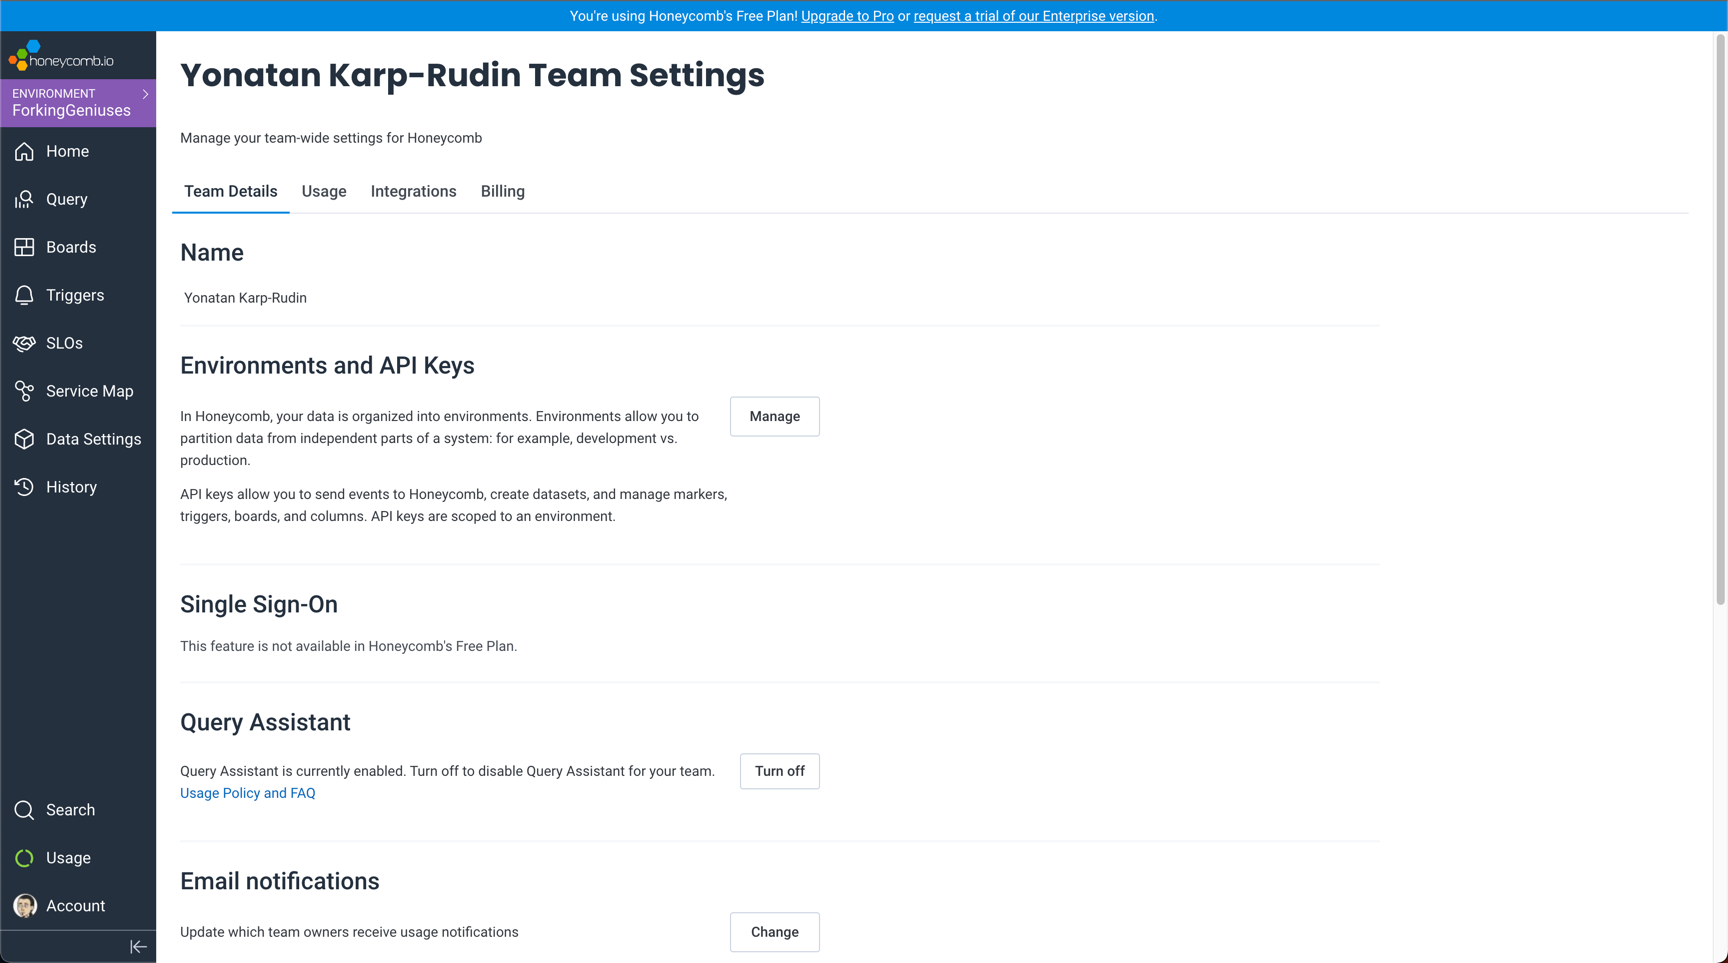 You're using Honeycomb's Free Plan! Upgrade to Pro or request a trial of our Enterprise version.
honeycomb.io
ENVIRONMENT
ForkingGeniuses
Home
Query
Boards
Triggers
SLOs
Service Map
Data Settings
History
Search
Usage
Account
Yonatan Karp-Rudin Team Settings
Manage your team-wide settings for Honeycomb
Team Details Usage Integrations Billing
Name
Yonatan Karp-Rudin
Environments and API Keys
In Honeycomb, your data is organized into environments. Environments allow you to
partition data from independent parts of a system: for example, development vs.
production.
Manage
API keys allow you to send events to Honeycomb, create datasets, and manage markers,
triggers, boards, and columns. API keys are scoped to an environment.
Single Sign-On
This feature is not available in Honeycomb's Free Plan.
Query Assistant
Query Assistant is currently enabled. Turn off to disable Query Assistant for your team.
Usage Policy and FAQ
Turn off
Email notifications
Update which team owners receive usage notifications
Change